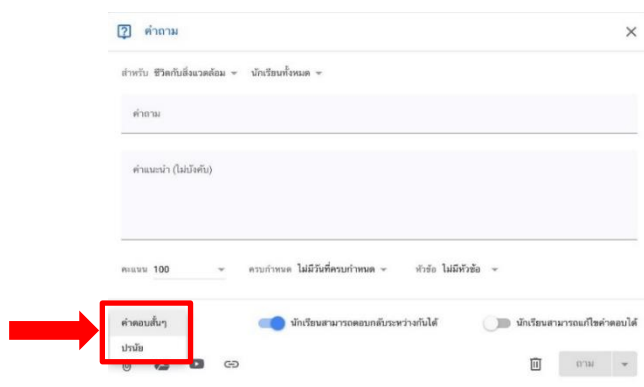 คำถาม
สำหรับ ชีวิตกับสิ่งแวดล้อม นักเรียนทั้งหมด
คำถาม
คำแนะนำ (ไม่บังคับ)
คะแนน 100 ครบกำหนด ไม่มีวันที่ครบกำหนด หัวข้อ ไม่มีหัวข้อ
คำตอบสั้นๆ นักเรียนสามารถตอบกลับระหว่างกันได้ นักเรียนสามารถแก้ไขคำตอบได้
ปรนัย
ถาม